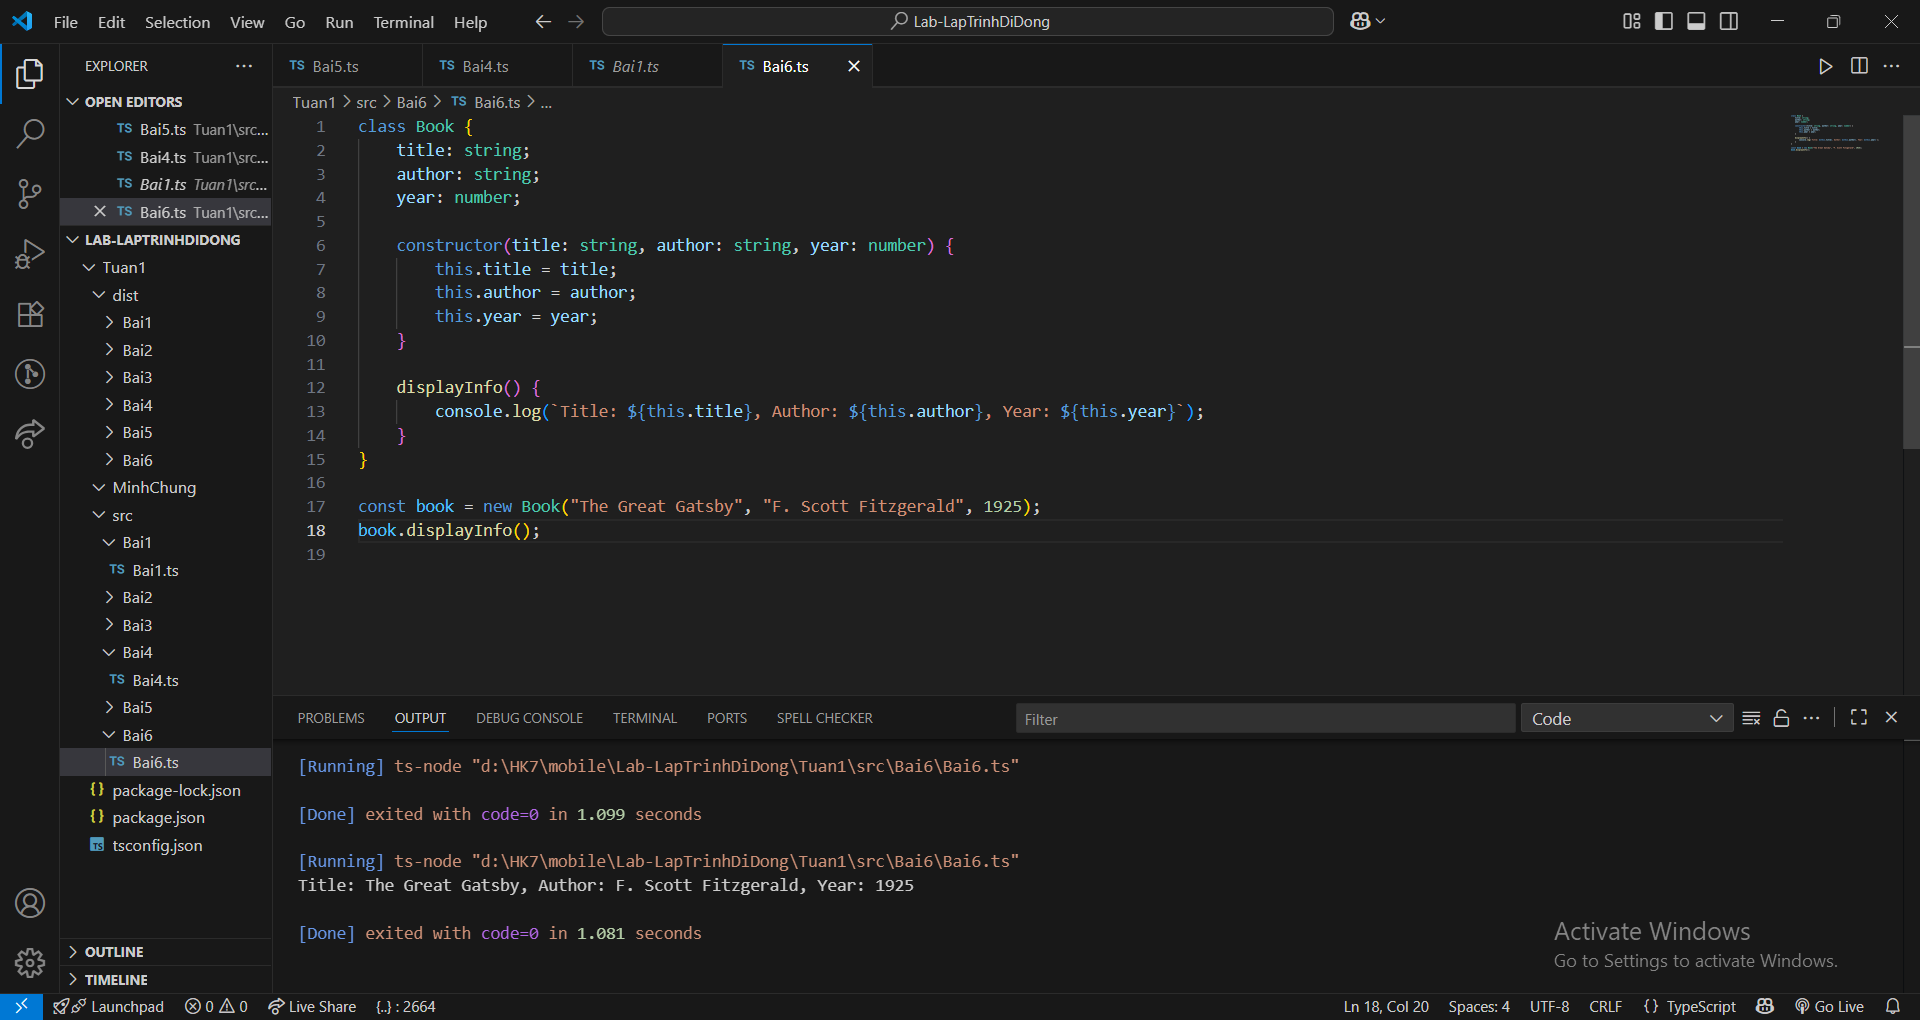 File Edit Selection View Go Run Terminal Help
Lab-LapTrinhDiDong
EXPLORER
OPEN EDITORS
TS Bai5.ts Tuan1\src...
TS Bai4.ts Tuan1\src...
TS Bai1.ts Tuan1\src...
TS Bai6.ts Tuan1\src...
LAB-LAPTRINHDIDONG
Tuan1
dist
Bai1
Bai2
Bai3
Bai4
Bai5
Bai6
MinhChung
src
Bai1
TS Bai1.ts
Bai2
Bai3
Bai4
TS Bai4.ts
Bai5
Bai6
TS Bai6.ts
{} package-lock.json
{} package.json
TS tsconfig.json
OUTLINE
TIMELINE
TS Bai5.ts TS Bai4.ts TS Bai1.ts TS Bai6.ts
Tuan1 > src > Bai6 > TS Bai6.ts > ...
1 class Book {
2 title: string;
3 author: string;
4 year: number;
5
6 constructor(title: string, author: string, year: number) {
7 this.title = title;
8 this.author = author;
9 this.year = year;
10 }
11
12 displayInfo() {
13 console.log(`Title: ${this.title}, Author: ${this.author}, Year: ${this.year}`);
14 }
15 }
16
17 const book = new Book("The Great Gatsby", "F. Scott Fitzgerald", 1925);
18 book.displayInfo();
19
PROBLEMS OUTPUT DEBUG CONSOLE TERMINAL PORTS SPELL CHECKER Filter Code
[Running] ts-node "d:\HK7\mobile\Lab-LapTrinhDiDong\Tuan1\src\Bai6\Bai6.ts"
[Done] exited with code=0 in 1.099 seconds
[Running] ts-node "d:\HK7\mobile\Lab-LapTrinhDiDong\Tuan1\src\Bai6\Bai6.ts"
Title: The Great Gatsby, Author: F. Scott Fitzgerald, Year: 1925
[Done] exited with code=0 in 1.081 seconds
Activate Windows
Go to Settings to activate Windows.
Launchpad 0 0 Live Share {..} : 2664 Ln 18, Col 20 Spaces: 4 UTF-8 CRLF {} TypeScript Go Live